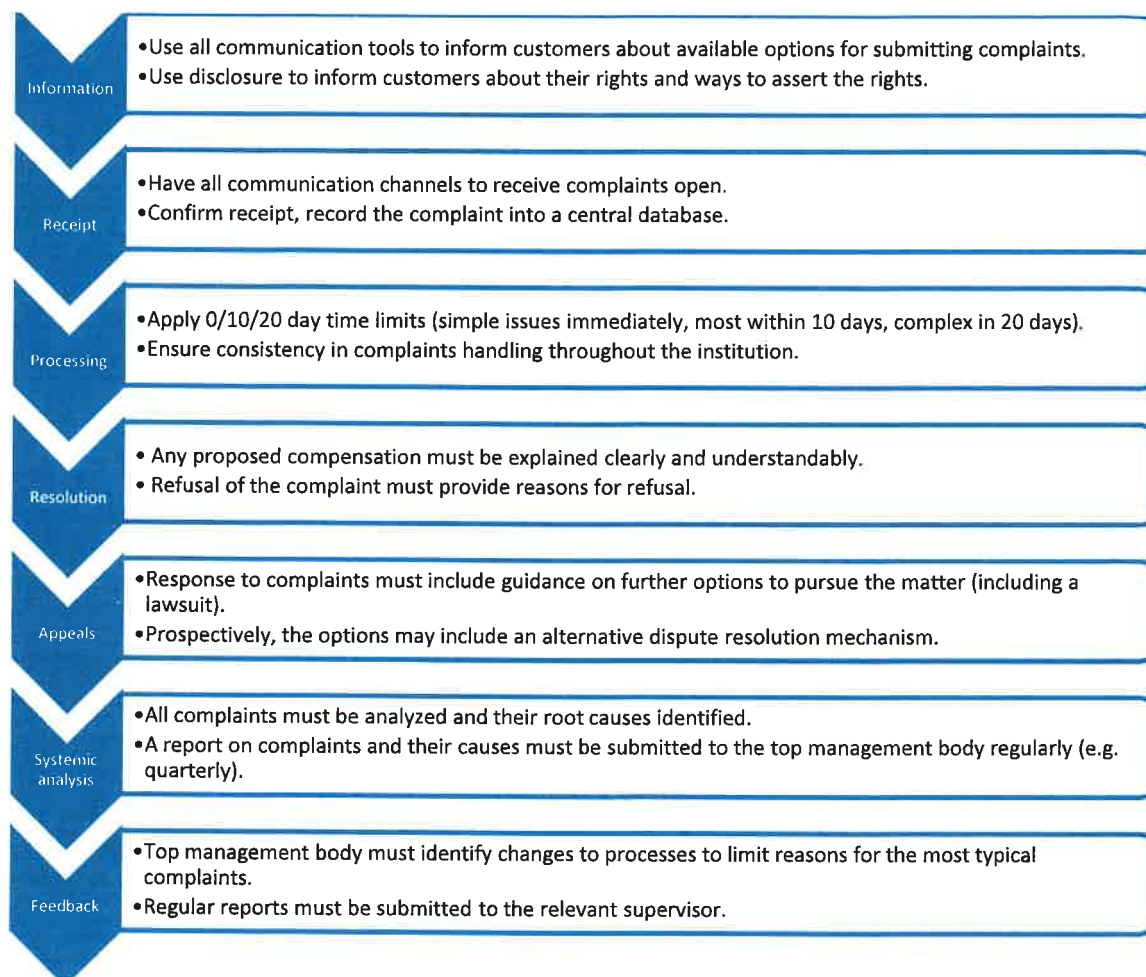 Information
•Use all communication tools to inform customers about available options for submitting complaints.
•Use disclosure to inform customers about their rights and ways to assert the rights.
Receipt
•Have all communication channels to receive complaints open.
•Confirm receipt, record the complaint into a central database.
Processing
•Apply 0/10/20 day time limits (simple issues immediately, most within 10 days, complex in 20 days).
•Ensure consistency in complaints handling throughout the institution.
Resolution
• Any proposed compensation must be explained clearly and understandably.
• Refusal of the complaint must provide reasons for refusal.
Appeals
•Response to complaints must include guidance on further options to pursue the matter (including a
lawsuit).
•Prospectively, the options may include an alternative dispute resolution mechanism.
Systemic
analysis
•All complaints must be analyzed and their root causes identified.
•A report on complaints and their causes must be submitted to the top management body regularly (e.g.
quarterly).
Feedback
•Top management body must identify changes to processes to limit reasons for the most typical
complaints.
•Regular reports must be submitted to the relevant supervisor.